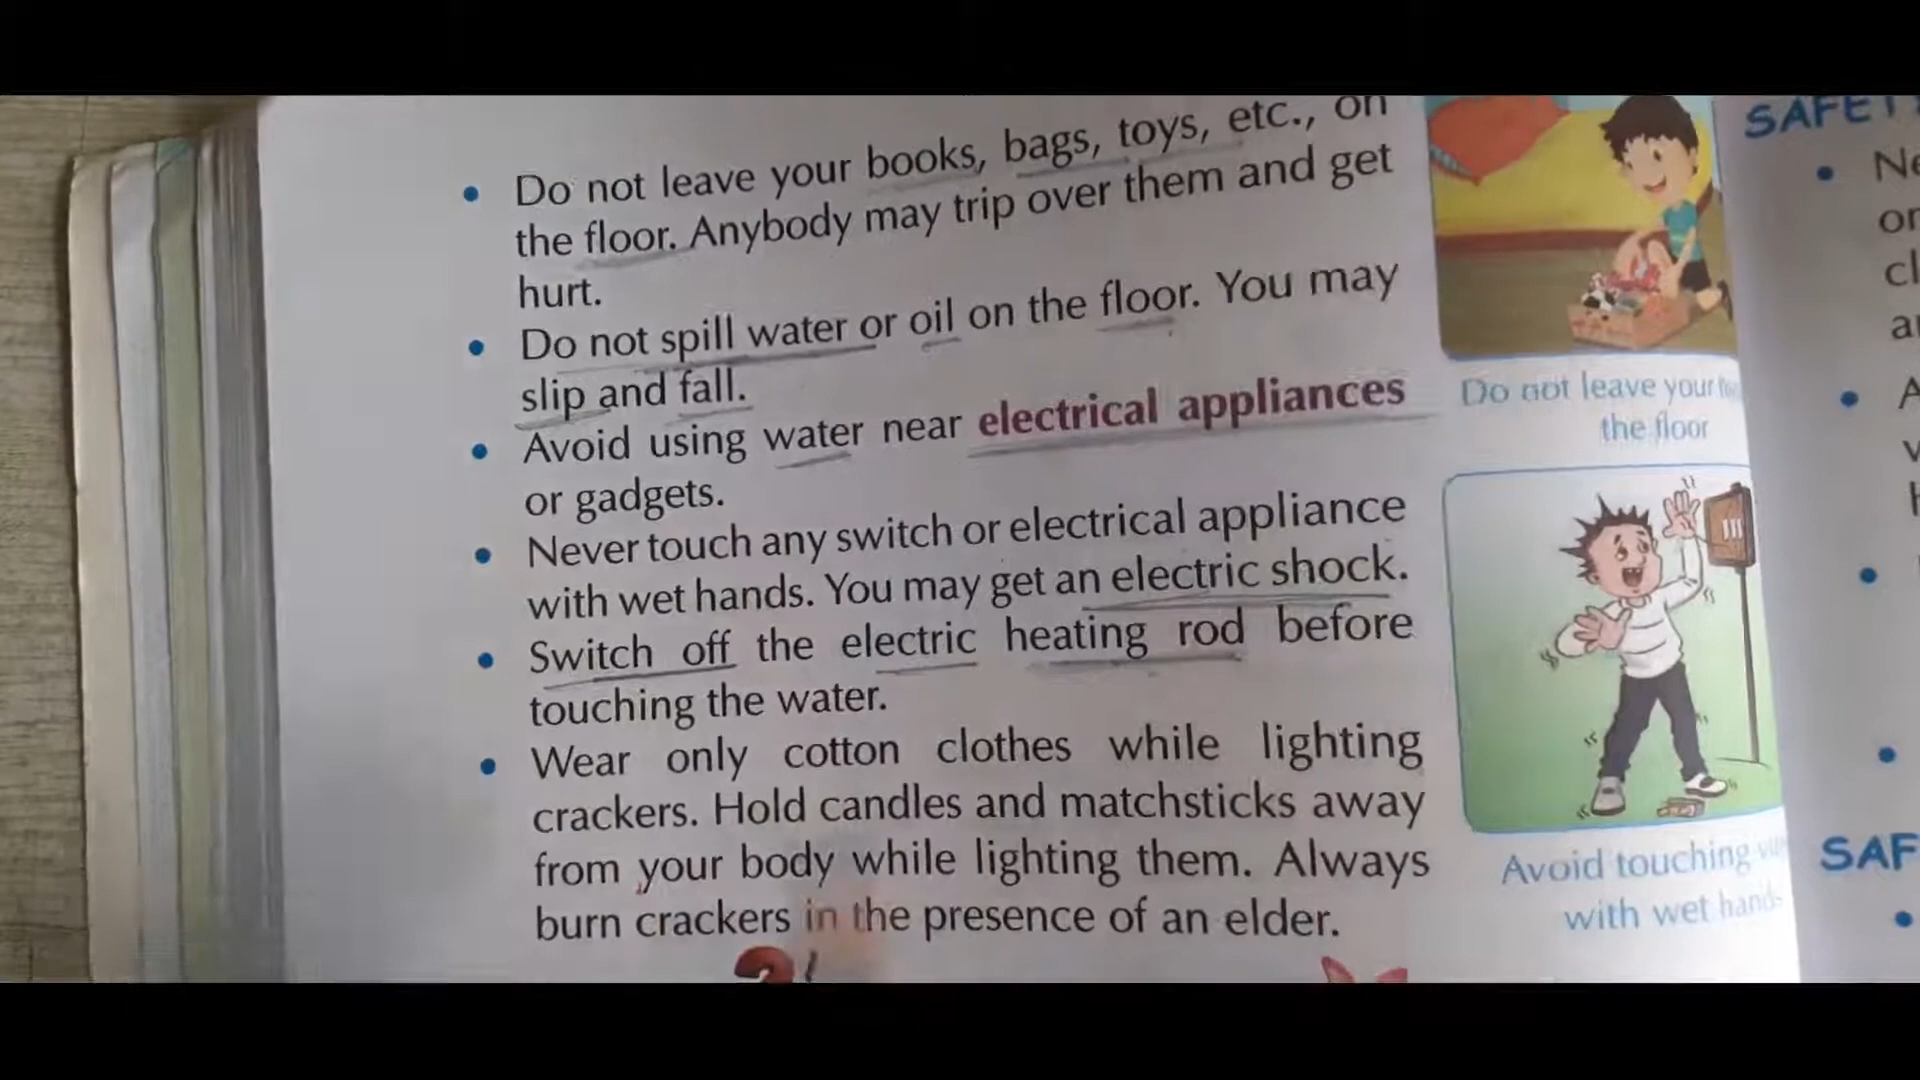 • Do not leave your books, bags, toys, etc., on
the floor. Anybody may trip over them and get
hurt.
• Do not spill water or oil on the floor. You may
slip and fall.
• Avoid using water near electrical appliances
or gadgets.
• Never touch any switch or electrical appliance
with wet hands. You may get an electric shock.
• Switch off the electric heating rod before
touching the water.
• Wear only cotton clothes while lighting
crackers. Hold candles and matchsticks away
from your body while lighting them. Always
burn crackers in the presence of an elder.
Do not leave your
the floor
Avoid touching
with wet hands